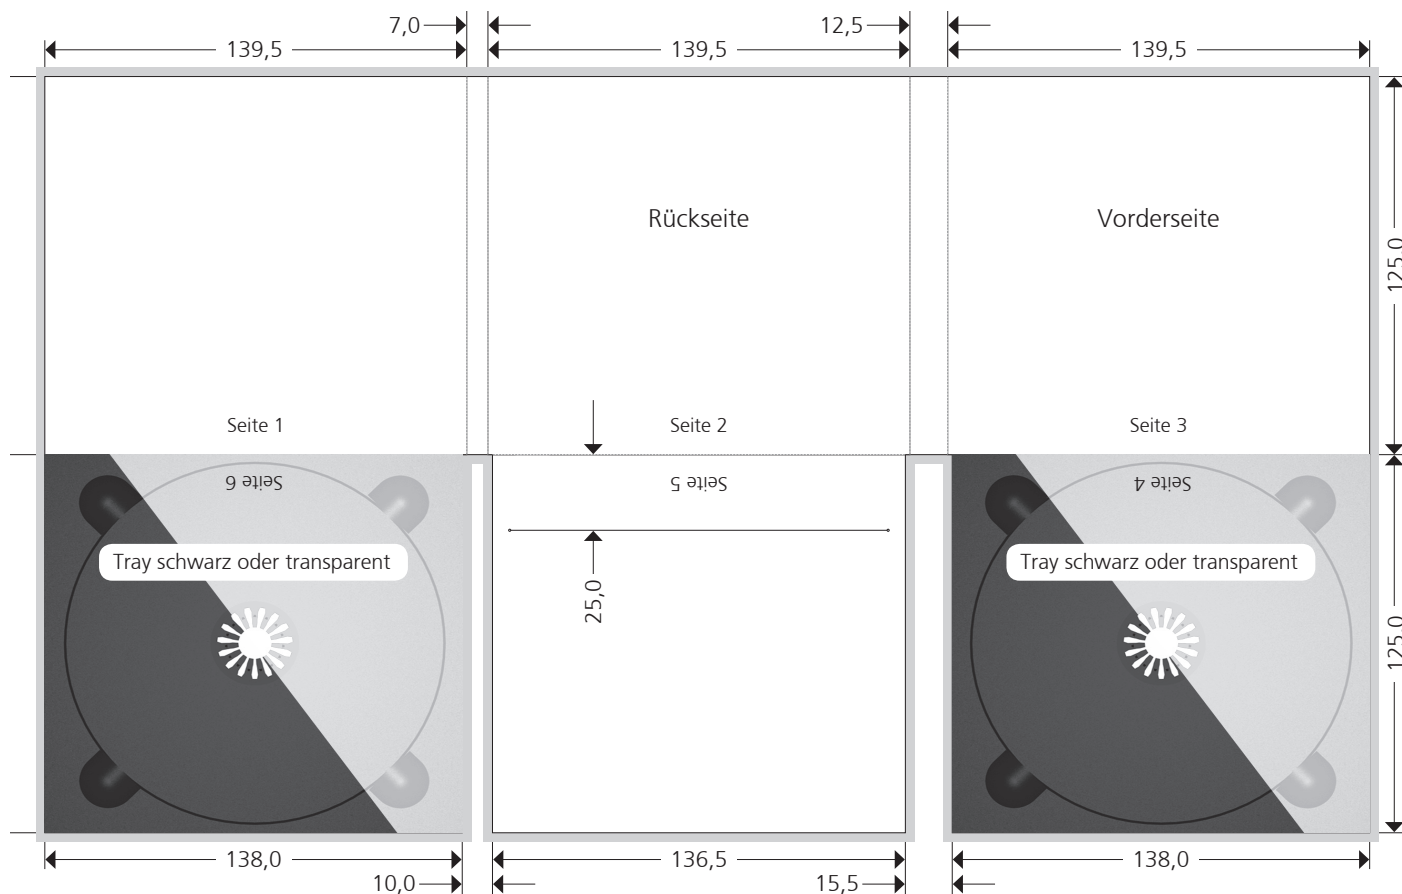 7,0
12,5
139,5
139,5
139,5
Rückseite
Vorderseite
125,0
Seite 1
Seite 2
Seite 3
Seite 6
Seite 5
Seite 4
Tray schwarz oder transparent
Tray schwarz oder transparent
25,0
125,0
138,0
136,5
138,0
10,0
15,5